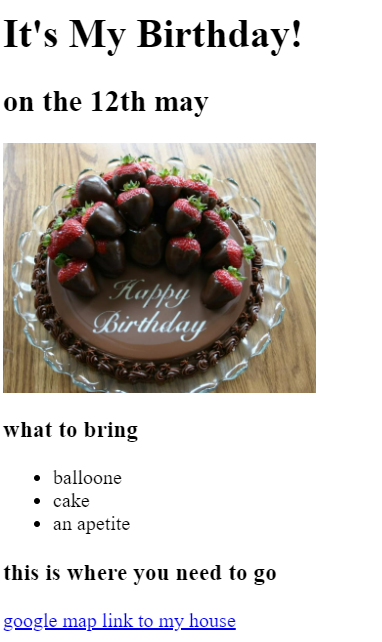 It's My Birthday!
on the 12th may
Happy
Birthday
what to bring
balloone
cake
an apetite
this is where you need to go
google map link to my house